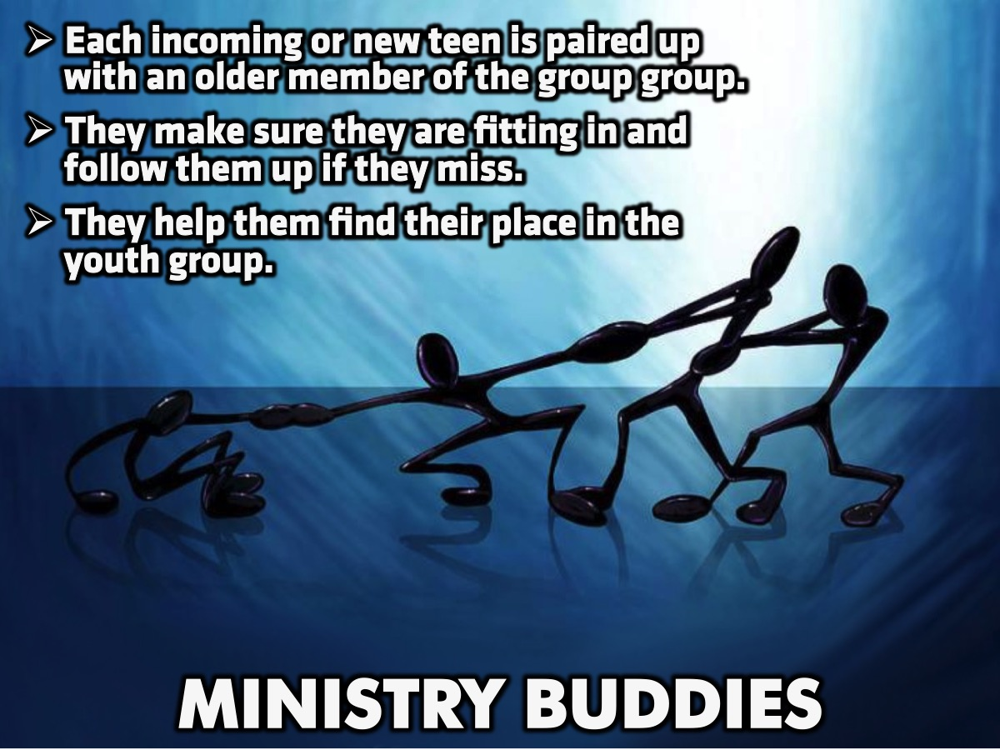 ➢ Each incoming or new teen is paired up
with an older member of the group group.
➢ They make sure they are fitting in and
follow them up if they miss.
➢ They help them find their place in the
youth group.
MINISTRY BUDDIES